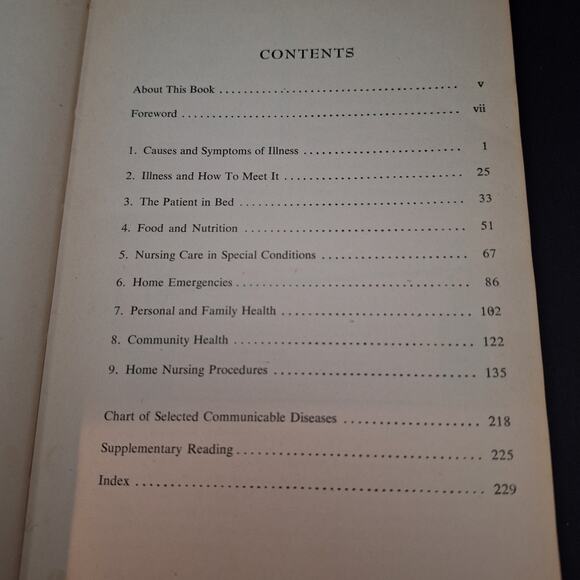 CONTENTS
About This Book ........................................ v
Foreword .............................................. vii
1. Causes and Symptoms of Illness ........................... 1
2. Illness and How To Meet It .............................. 25
3. The Patient in Bed ..................................... 33
4. Food and Nutrition ..................................... 51
5. Nursing Care in Special Conditions ....................... 67
6. Home Emergencies ...................................... 86
7. Personal and Family Health .............................. 102
8. Community Health ...................................... 122
9. Home Nursing Procedures ................................ 135
Chart of Selected Communicable Diseases .................... 218
Supplementary Reading ..................................... 225
Index ..................................................... 229